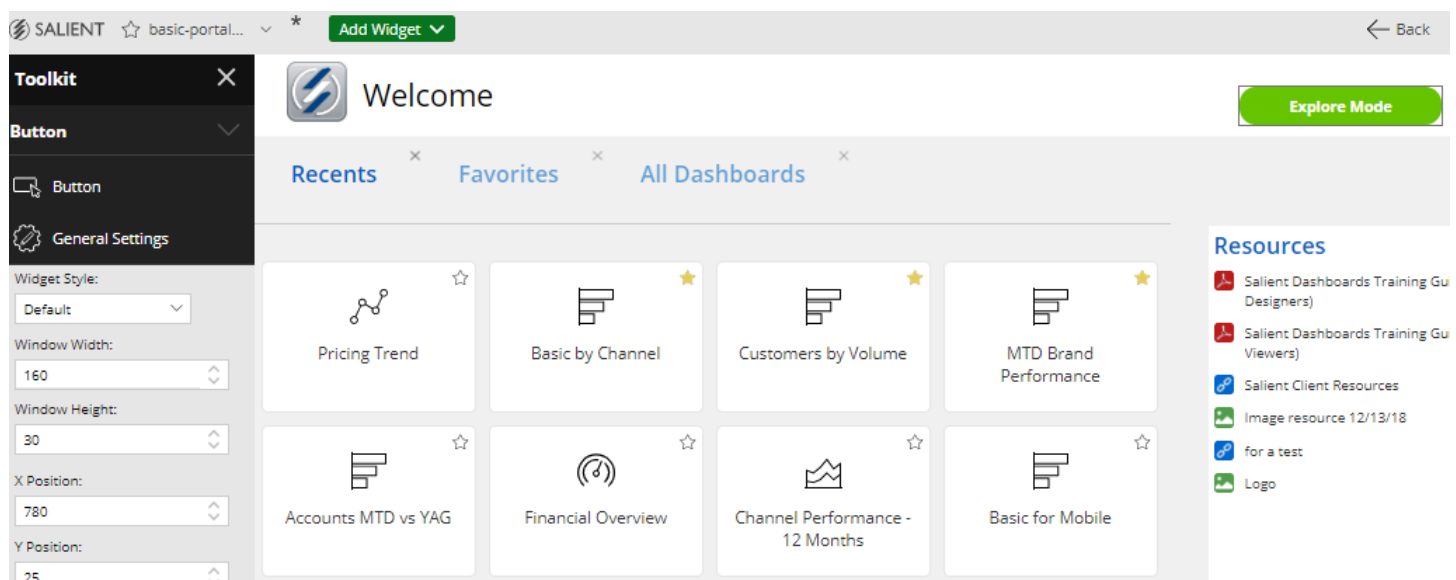 SALIENT basic-portal... * Add Widget Back
Toolkit
Button
Button
General Settings
Widget Style:
Default
Window Width:
160
Window Height:
30
X Position:
780
Y Position:
25
Welcome
Explore Mode
Recents Favorites All Dashboards
Pricing Trend
Basic by Channel
Customers by Volume
MTD Brand
Performance
Accounts MTD vs YAG
Financial Overview
Channel Performance -
12 Months
Basic for Mobile
Resources
Salient Dashboards Training Gu
Designers)
Salient Dashboards Training Gu
Viewers)
Salient Client Resources
Image resource 12/13/18
for a test
Logo